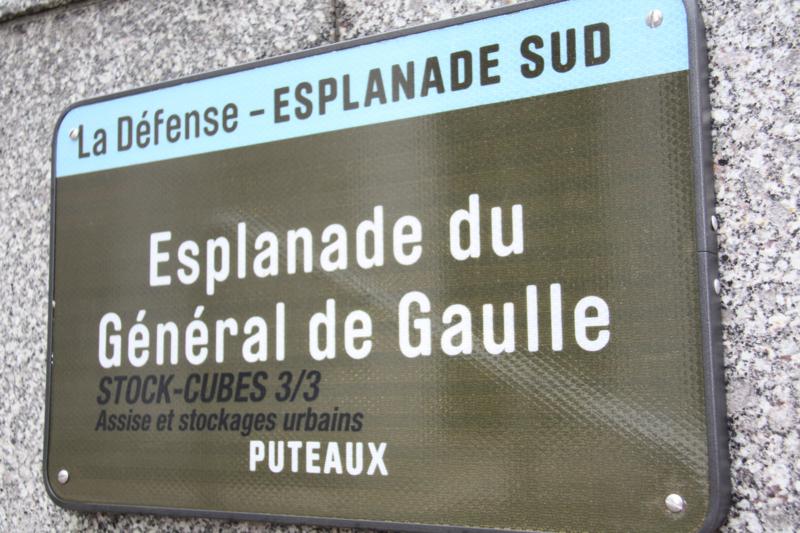 La Défense – ESPLANADE SUD
Esplanade du
Général de Gaulle
STOCK-CUBES 3/3
Assise et stockages urbains
PUTEAUX